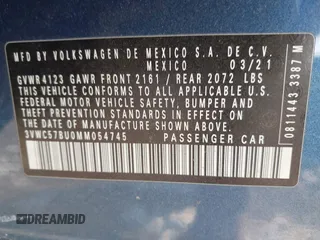 MFD BY VOLKSWAGEN DE MEXICO S.A. DE C.V.
03/21
GVWR 4123 GAWR FRONT 2161 / REAR 2072 LBS
THIS VEHICLE CONFORMS TO ALL APPLICABLE U.S.
FEDERAL MOTOR VEHICLE SAFETY, BUMPER AND
THEFT PREVENTION STANDARDS IN EFFECT ON THE
DATE OF MANUFACTURE SHOWN ABOVE.
3VWC57BU0MM054745 PASSENGER CAR
0811443 3387 M
DREAMBID